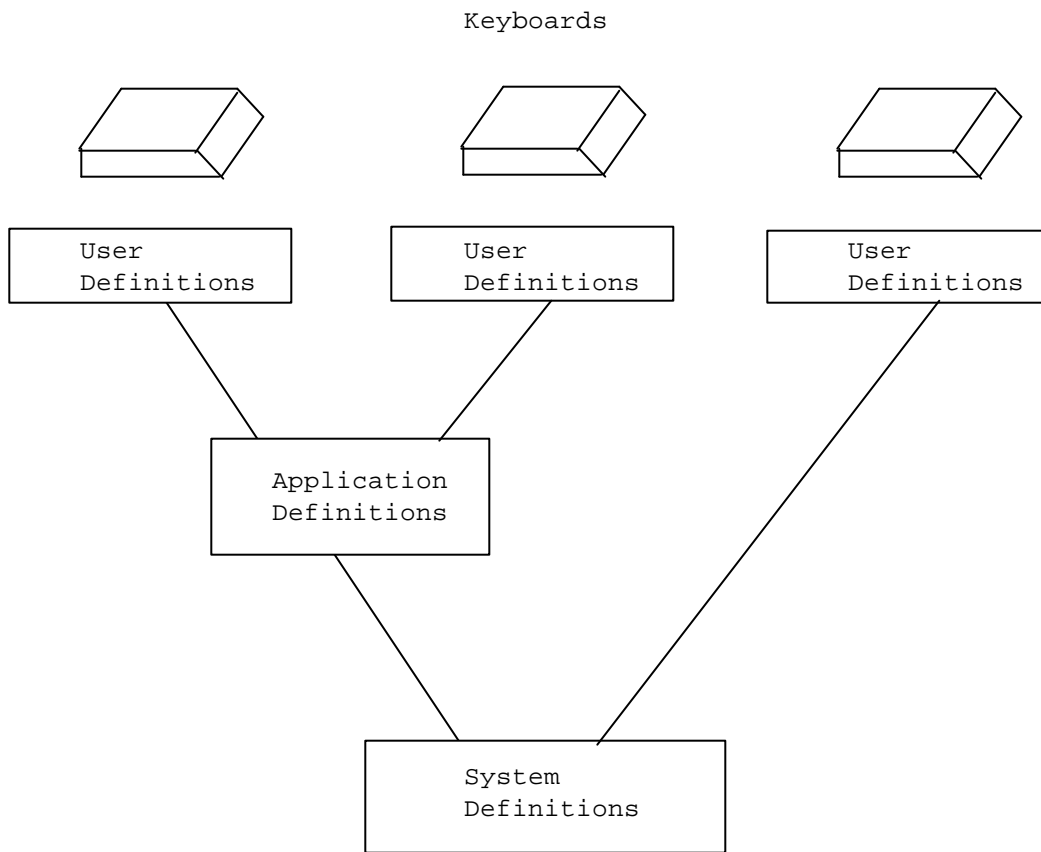 Keyboards
User
Definitions
User
Definitions
User
Definitions
Application
Definitions
System
Definitions